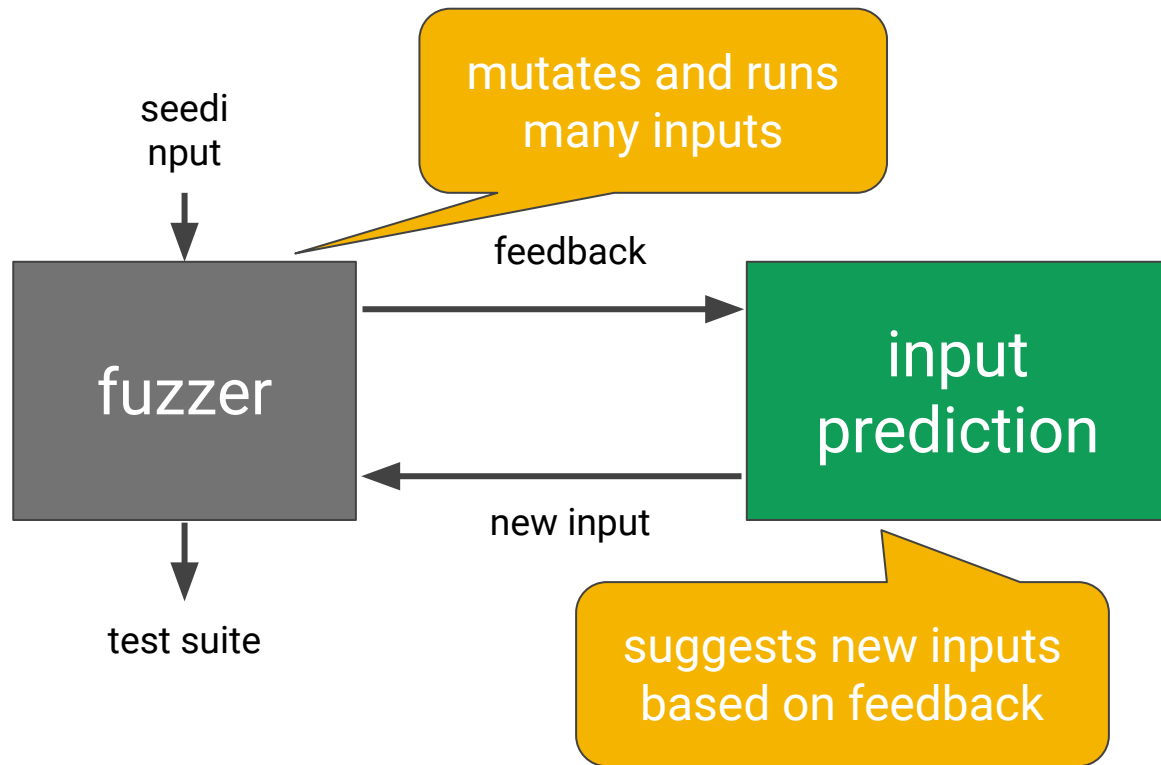 mutates and runs
many inputs
seedi
nput
feedback
fuzzer
input
prediction
new input
test suite
suggests new inputs
based on feedback